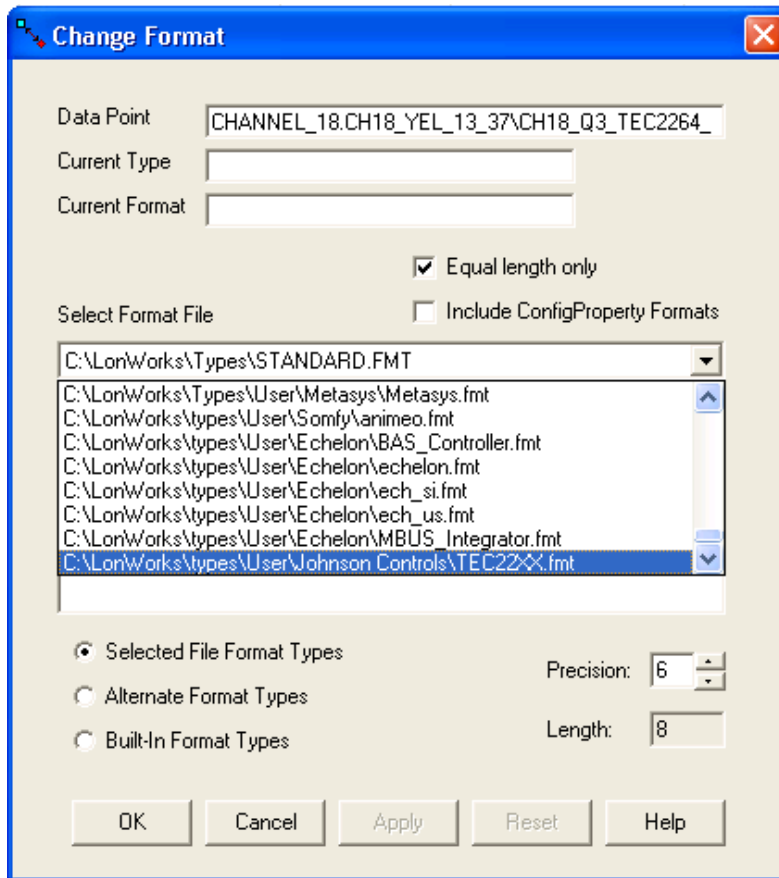 Change Format
Data Point CHANNEL_18.CH18_YEL_13_37\CH18_Q3_TEC2264_
Current Type
Current Format
Equal length only
Include ConfigProperty Formats
Select Format File
C:\LonWorks\Types\STANDARD.FMT
C:\LonWorks\Types\User\Metasys\Metasys.fmt
C:\LonWorks\types\User\Somfy\animeo.fmt
C:\LonWorks\types\User\Echelon\BAS_Controller.fmt
C:\LonWorks\types\User\Echelon\echelon.fmt
C:\LonWorks\types\User\Echelon\ech_si.fmt
C:\LonWorks\types\User\Echelon\ech_us.fmt
C:\LonWorks\types\User\Echelon\MBUS_Integrator.fmt
C:\LonWorks\types\User\Johnson Controls\TEC22XX.fmt
Selected File Format Types
Precision: 6
Alternate Format Types
Length: 8
Built-In Format Types
OK Cancel Apply Reset Help